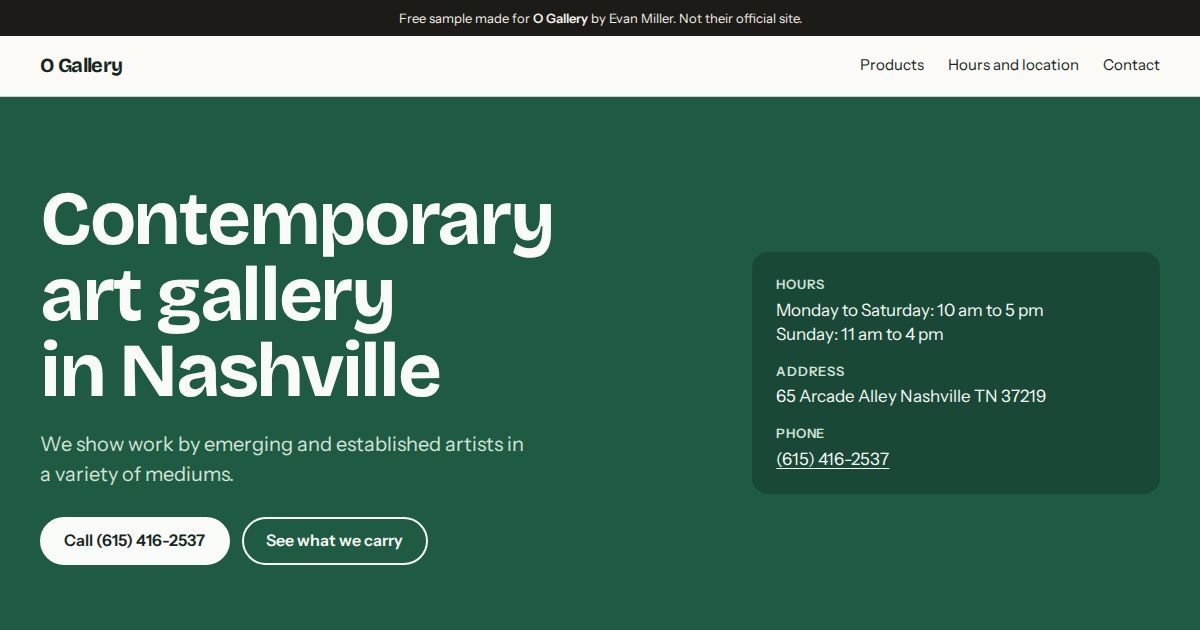 Free sample made for O Gallery by Evan Miller. Not their official site.
O Gallery
Products
Hours and location
Contact
Contemporary
art gallery
in Nashville
We show work by emerging and established artists in
a variety of mediums.
Call (615) 416-2537
See what we carry
HOURS
Monday to Saturday: 10 am to 5 pm
Sunday: 11 am to 4 pm
ADDRESS
65 Arcade Alley Nashville TN 37219
PHONE
(615) 416-2537